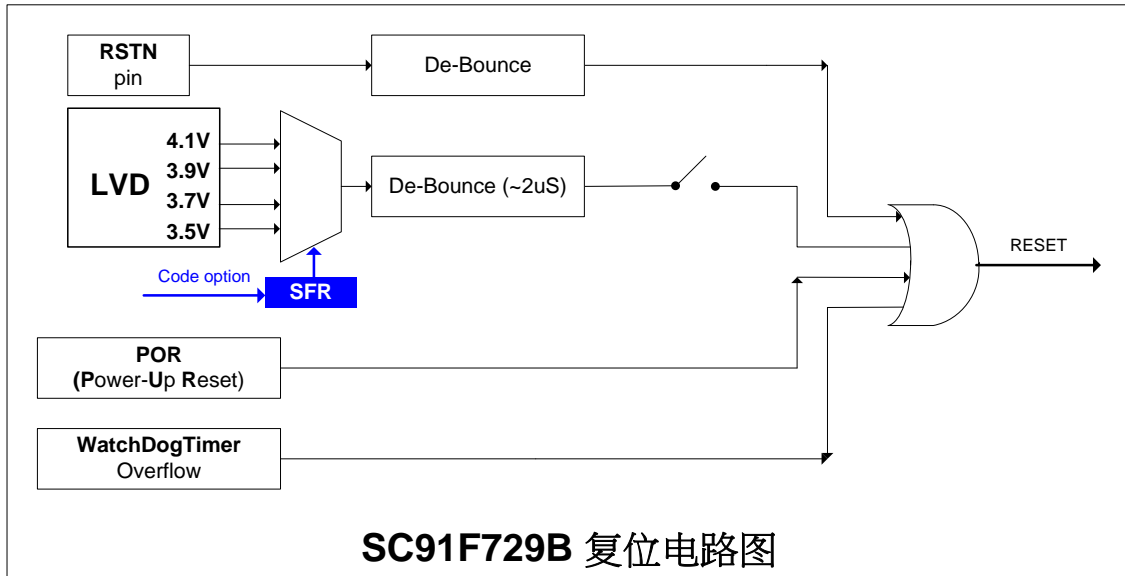 RSTN
pin
De-Bounce
LVD
4.1V
3.9V
3.7V
3.5V
De-Bounce (~2uS)
Code option
SFR
RESET
POR
(Power-Up Reset)
WatchDogTimer
Overflow
SC91F729B 复位电路图